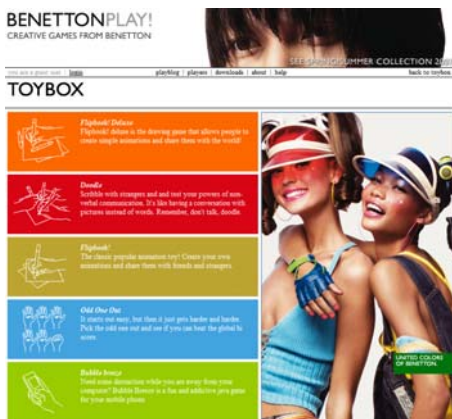 BENETTONPLAY!
CREATIVE GAMES FROM BENETTON
SEE SPRING/SUMMER COLLECTION
you are a guest user | login
playblog | players | downloads | about | help
back to toybox
TOYBOX
Flipbook! Deluxe
Flipbook! deluxe is the drawing game that allows people to
create simple animations and share them with the world!
Doodle
Scribble with strangers and and test your powers of non-
verbal communication. It's like having a conversation with
pictures instead of words. Remember, don't talk, doodle.
Flipbook!
The classic popular animation toy! Create your own
animations and share them with friends and strangers.
Odd One Out
It starts out easy, but then it just gets harder and harder.
Pick the odd one out and see if you can beat the global hi
score.
Bubble breeze
Need some distraction while you are away from your
computer? Bubble Breeze is a fun and addictive java game
for your mobile phone.
UNITED COLORS
OF BENETTON.